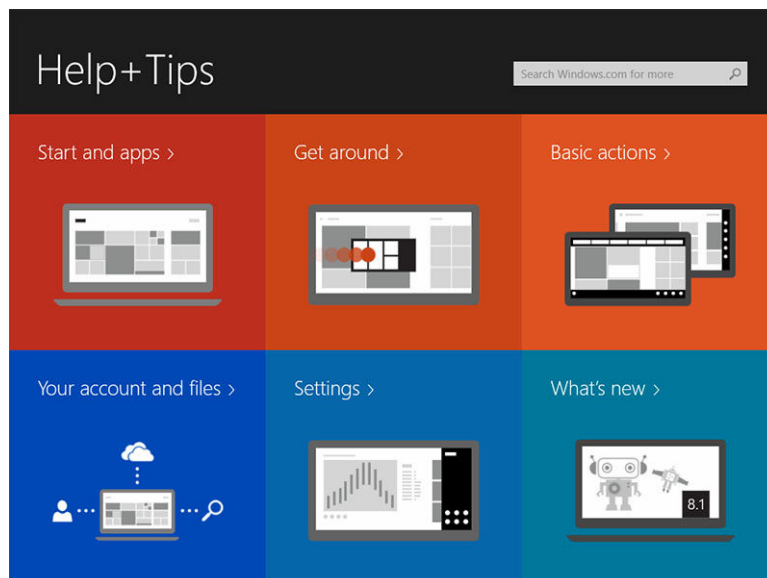 Help+Tips
Search Windows.com for more
Start and apps >
Get around >
Basic actions >
Your account and files >
Settings >
What's new >
8.1